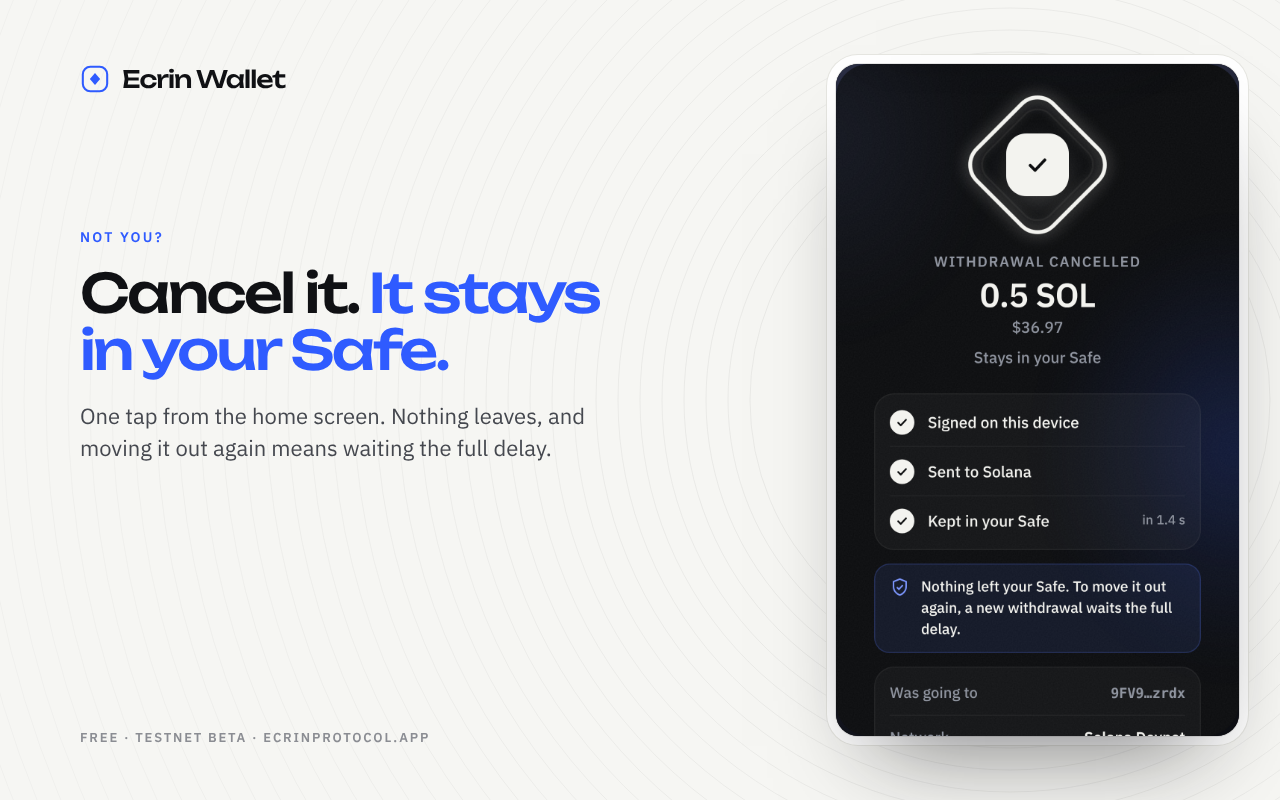 Ecrin Wallet
NOT YOU?
Cancel it. It stays
in your Safe.
One tap from the home screen. Nothing leaves, and
moving it out again means waiting the full delay.
FREE · TESTNET BETA · ECRINPROTOCOL.APP
WITHDRAWAL CANCELLED
0.5 SOL
$36.97
Stays in your Safe
Signed on this device
Sent to Solana
Kept in your Safe in 1.4 s
Nothing left your Safe. To move it out
again, a new withdrawal waits the full
delay.
Was going to 9FV9…zrdx
Network Solana Devnet